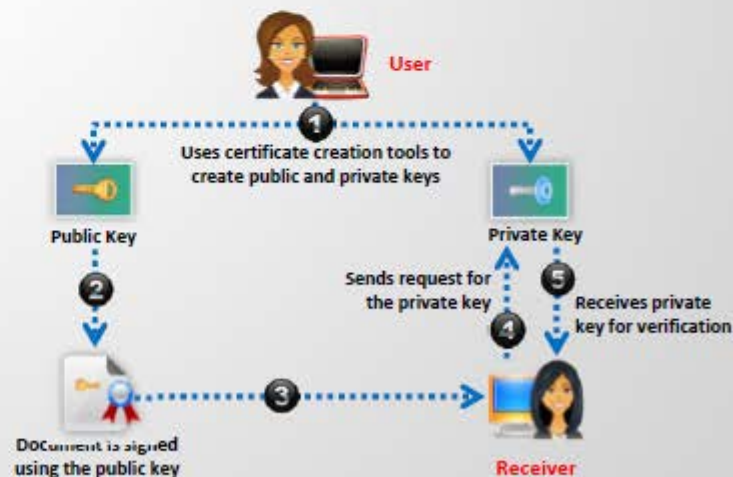 User
1
Uses certificate creation tools to
create public and private keys
Public Key
Private Key
2
Sends request for
the private key
5
Receives private
key for verification
4
3
Document is signed
using the public key
Receiver